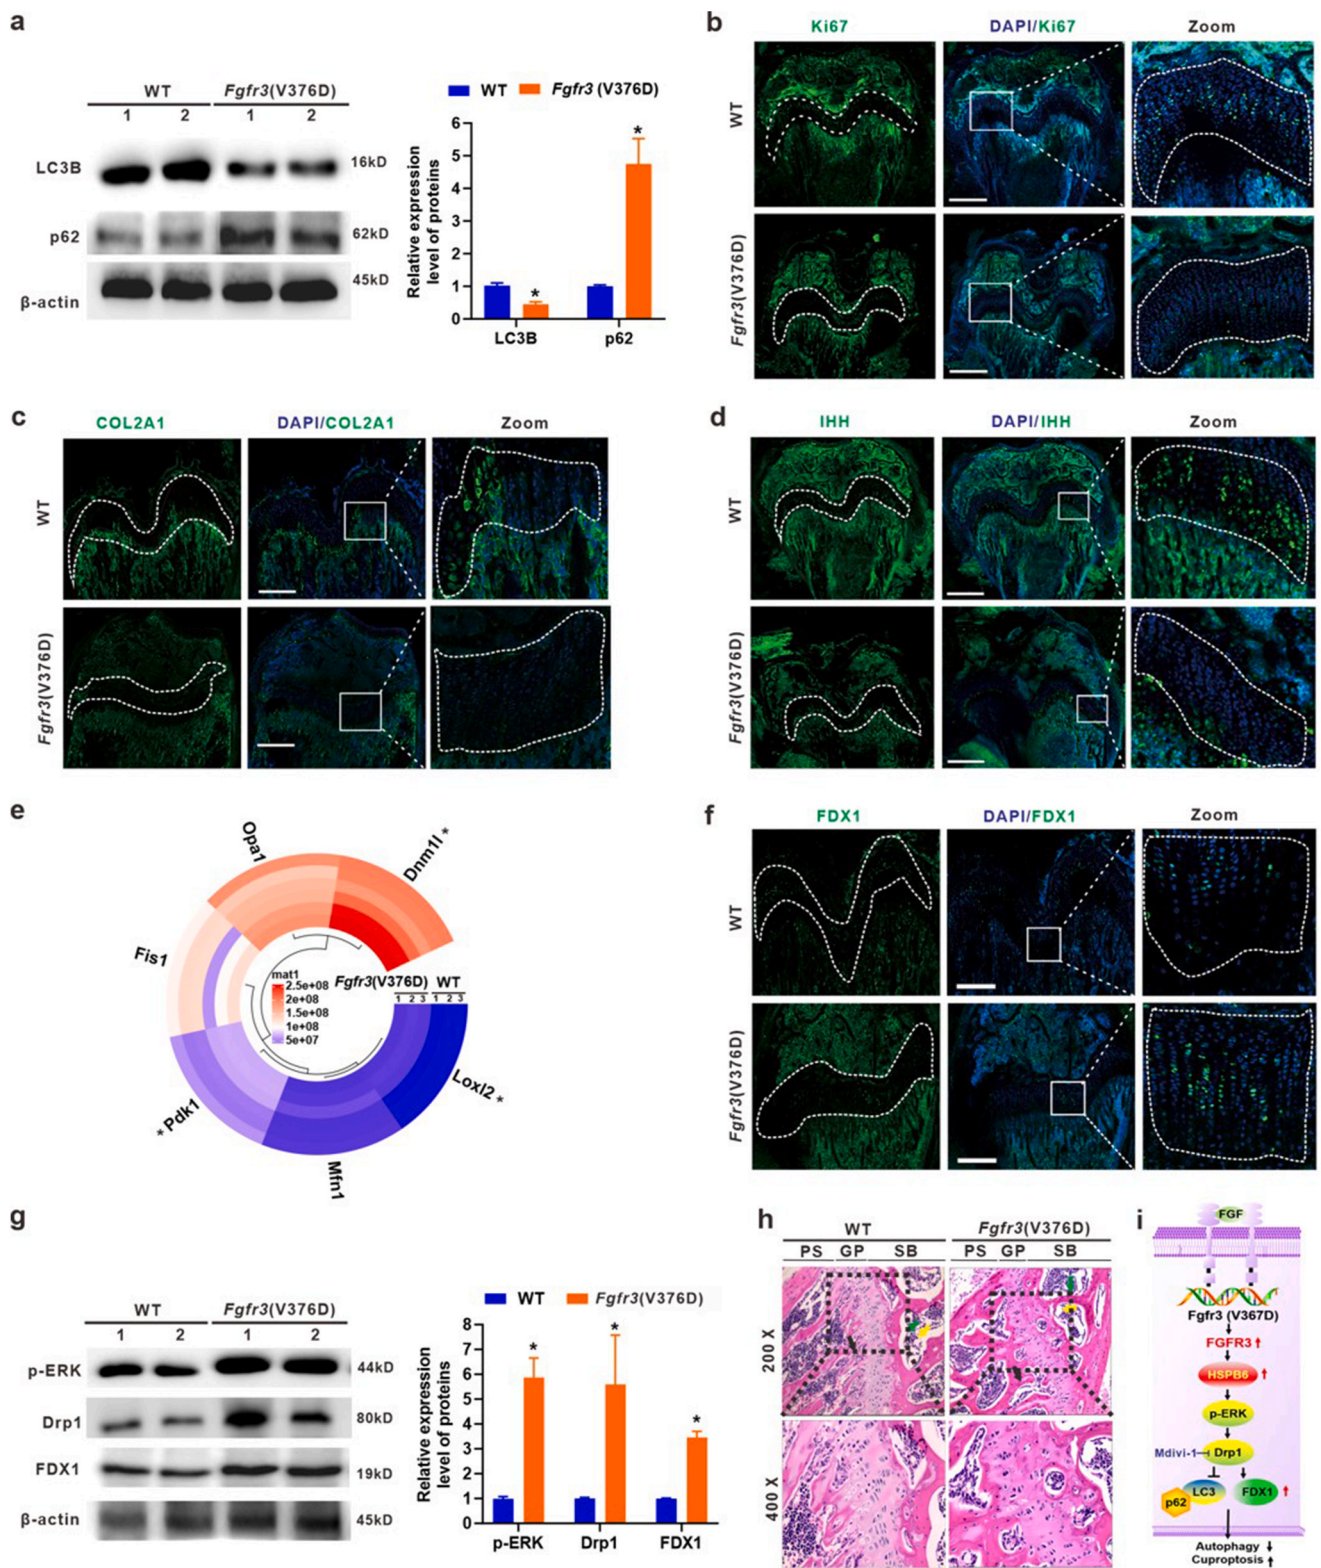 a
WT Fgfr3(V376D)
1 2 1 2
LC3B 16kD
p62 62kD
β-actin 45kD
WT Fgfr3 (V376D)
Relative expression
level of proteins
6
5
4
3
2
1
0
* *
LC3B p62
b
Ki67 DAPI/Ki67 Zoom
WT
Fgfr3(V376D)
c
COL2A1 DAPI/COL2A1 Zoom
WT
Fgfr3(V376D)
d
IHH DAPI/IHH Zoom
WT
Fgfr3(V376D)
e
Opa1
Dnm1l *
Fis1
* Pdk1
Mfn1
Loxl2 *
Fgfr3(V376D) WT
1 2 3 1 2 3
mat1
2.5e+08
2e+08
1.5e+08
1e+08
5e+07
f
FDX1 DAPI/FDX1 Zoom
WT
Fgfr3(V376D)
g
WT Fgfr3(V376D)
1 2 1 2
p-ERK 44kD
Drp1 80kD
FDX1 19kD
β-actin 45kD
WT Fgfr3(V376D)
Relative expression
level of proteins
8
7
6
5
4
3
2
1
0
* * *
p-ERK Drp1 FDX1
h
WT Fgfr3(V376D)
PS GP SB PS GP SB
200 X
400 X
i
FGF
Fgfr3 (V367D)
FGFR3 ↑
HSPB6 ↑
p-ERK
Mdivi-1 Drp1
p62 LC3 FDX1 ↑
Autophagy ↓
Cuproptosis ↑